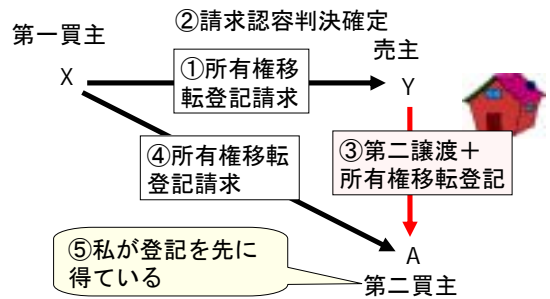 ②請求認容判決確定
第一買主
売主
X
①所有権移
転登記請求
Y
④所有権移転
登記請求
③第二譲渡＋
所有権移転登記
⑤私が登記を先に
得ている
A
第二買主